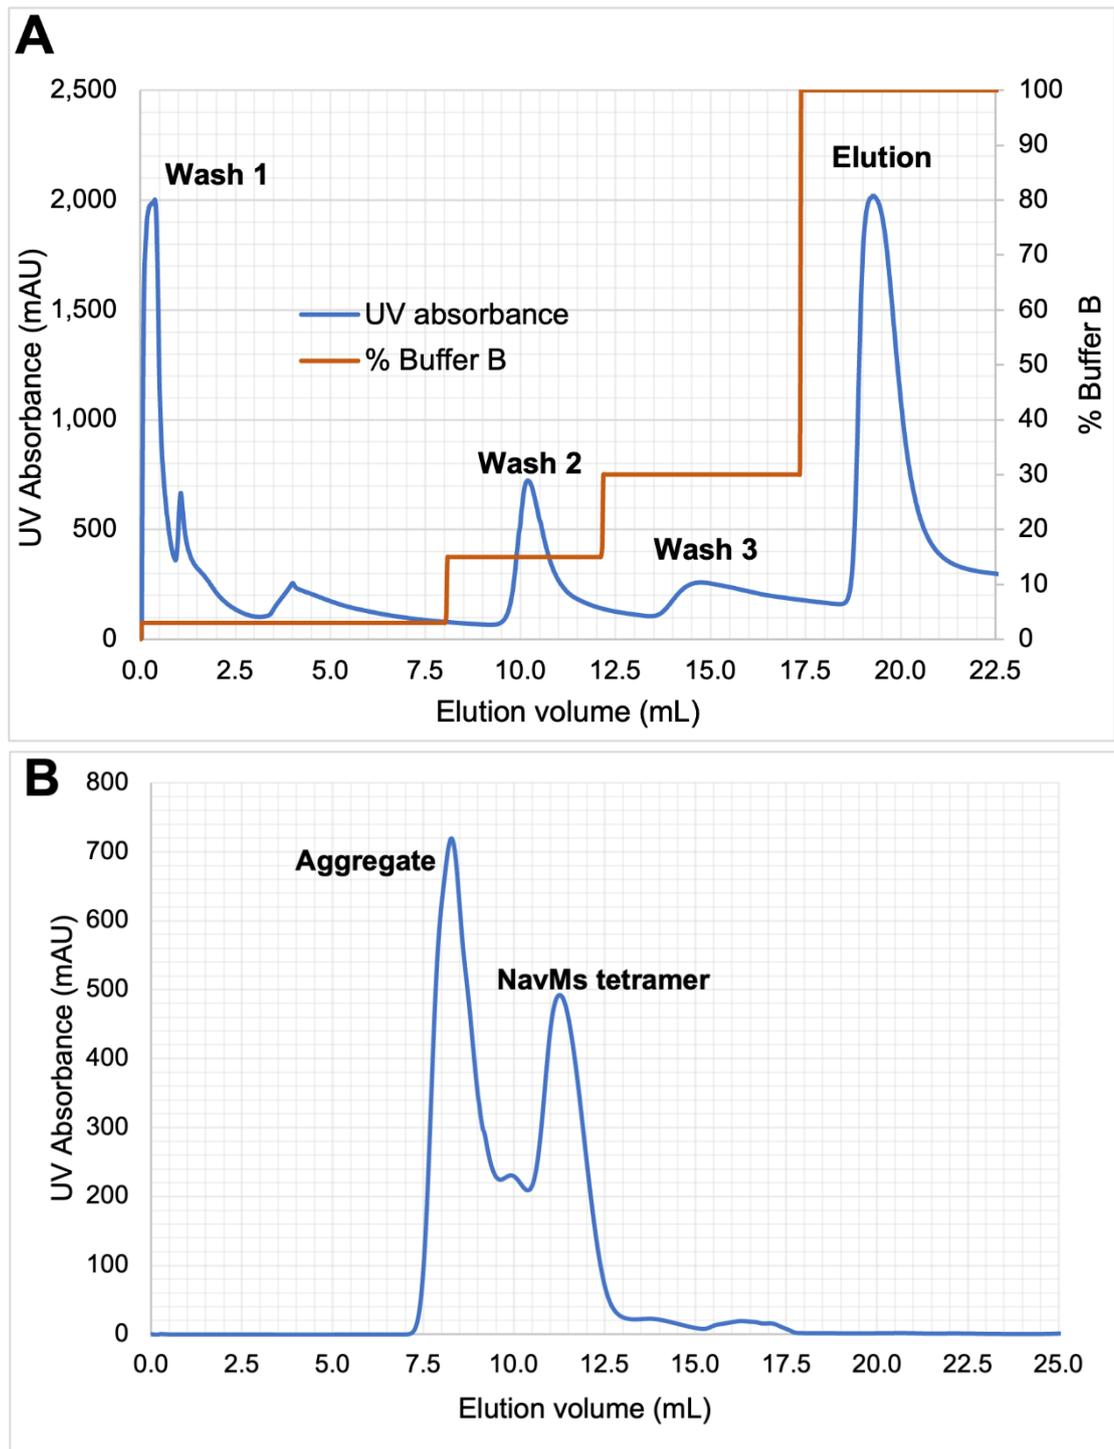 A
2,500
2,000
1,500
1,000
500
0
UV Absorbance (mAU)
Wash 1
Wash 2
Wash 3
Elution
UV absorbance
% Buffer B
100
90
80
70
60
50
40
30
20
10
0
% Buffer B
0.0 2.5 5.0 7.5 10.0 12.5 15.0 17.5 20.0 22.5
Elution volume (mL)
B
800
700
600
500
400
300
200
100
0
UV Absorbance (mAU)
Aggregate
NavMs tetramer
0.0 2.5 5.0 7.5 10.0 12.5 15.0 17.5 20.0 22.5 25.0
Elution volume (mL)